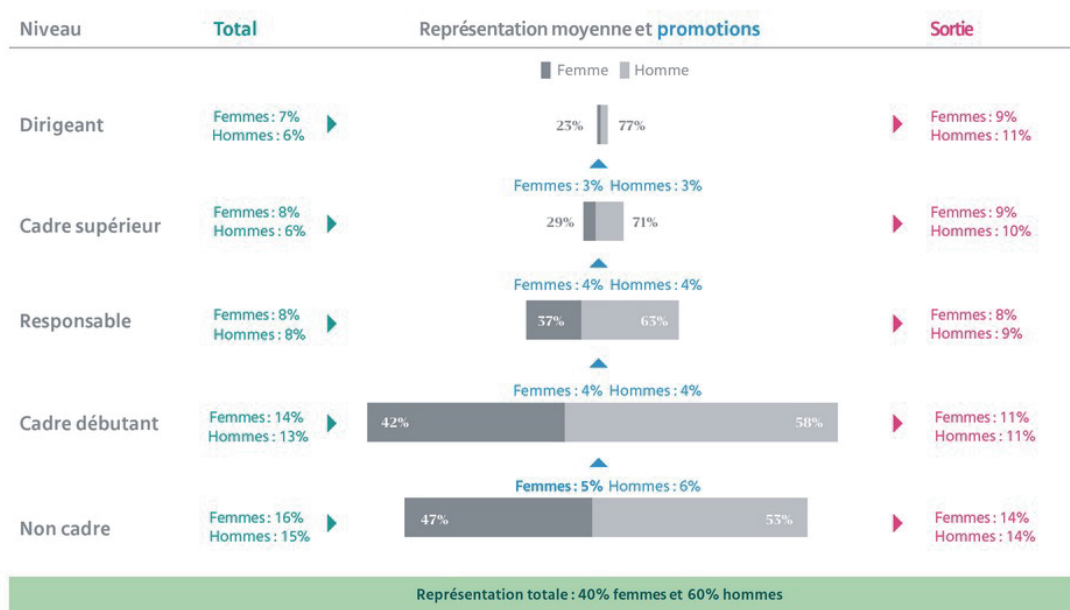 Niveau Total Représentation moyenne et promotions Sortie
Femme Homme
Dirigeant Femmes : 7% Hommes : 6% 23% 77% Femmes : 9% Hommes : 11%
Femmes : 3% Hommes : 3%
Cadre supérieur Femmes : 8% Hommes : 6% 29% 71% Femmes : 9% Hommes : 10%
Femmes : 4% Hommes : 4%
Responsable Femmes : 8% Hommes : 8% 37% 63% Femmes : 8% Hommes : 9%
Femmes : 4% Hommes : 4%
Cadre débutant Femmes : 14% Hommes : 13% 42% 58% Femmes : 11% Hommes : 11%
Femmes : 5% Hommes : 6%
Non cadre Femmes : 16% Hommes : 15% 47% 53% Femmes : 14% Hommes : 14%
Représentation totale : 40% femmes et 60% hommes